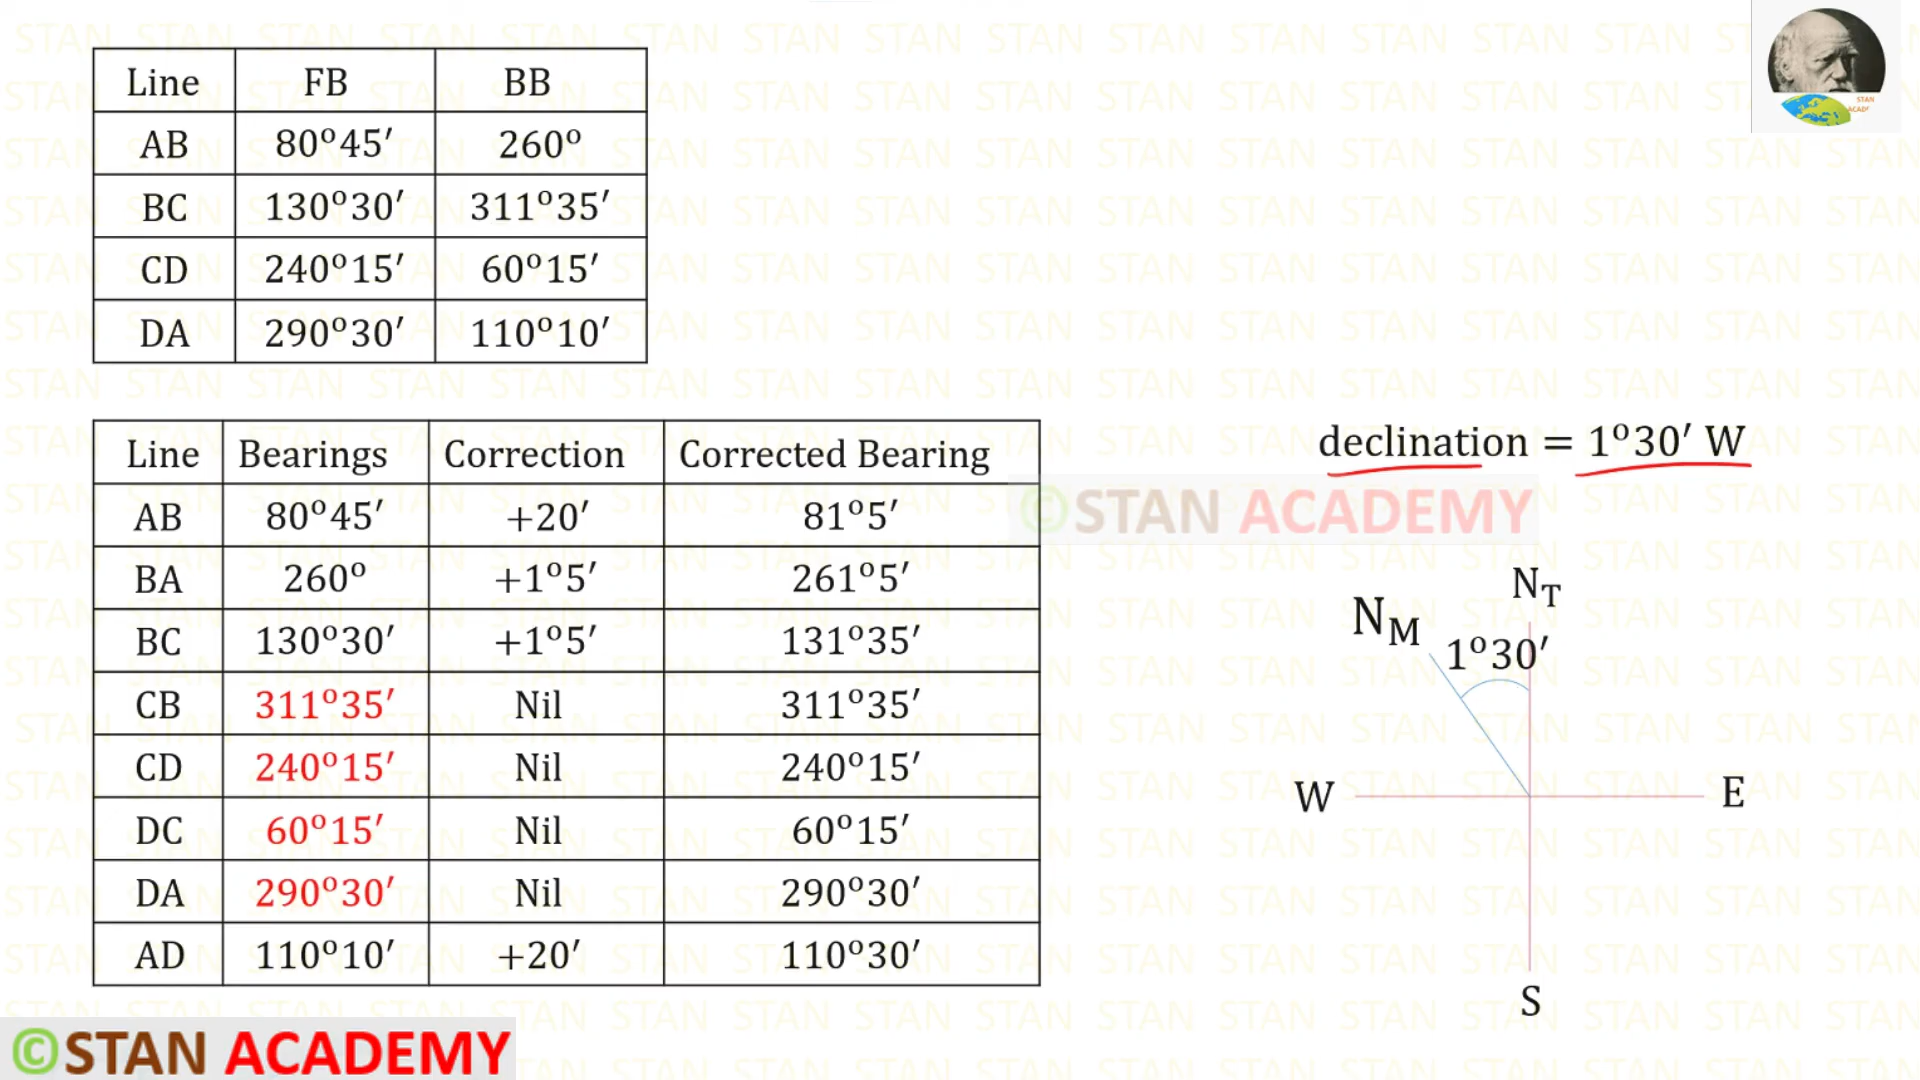 Line FB BB
AB 80°45′ 260°
BC 130°30′ 311°35′
CD 240°15′ 60°15′
DA 290°30′ 110°10′
Line Bearings Correction Corrected Bearing
AB 80°45′ +20′ 81°5′
BA 260° +1°5′ 261°5′
BC 130°30′ +1°5′ 131°35′
CB 311°35′ Nil 311°35′
CD 240°15′ Nil 240°15′
DC 60°15′ Nil 60°15′
DA 290°30′ Nil 290°30′
AD 110°10′ +20′ 110°30′
declination = 1°30′ W
©STAN ACADEMY
N_T
N_M
1°30′
W
E
S
©STAN ACADEMY
STAN